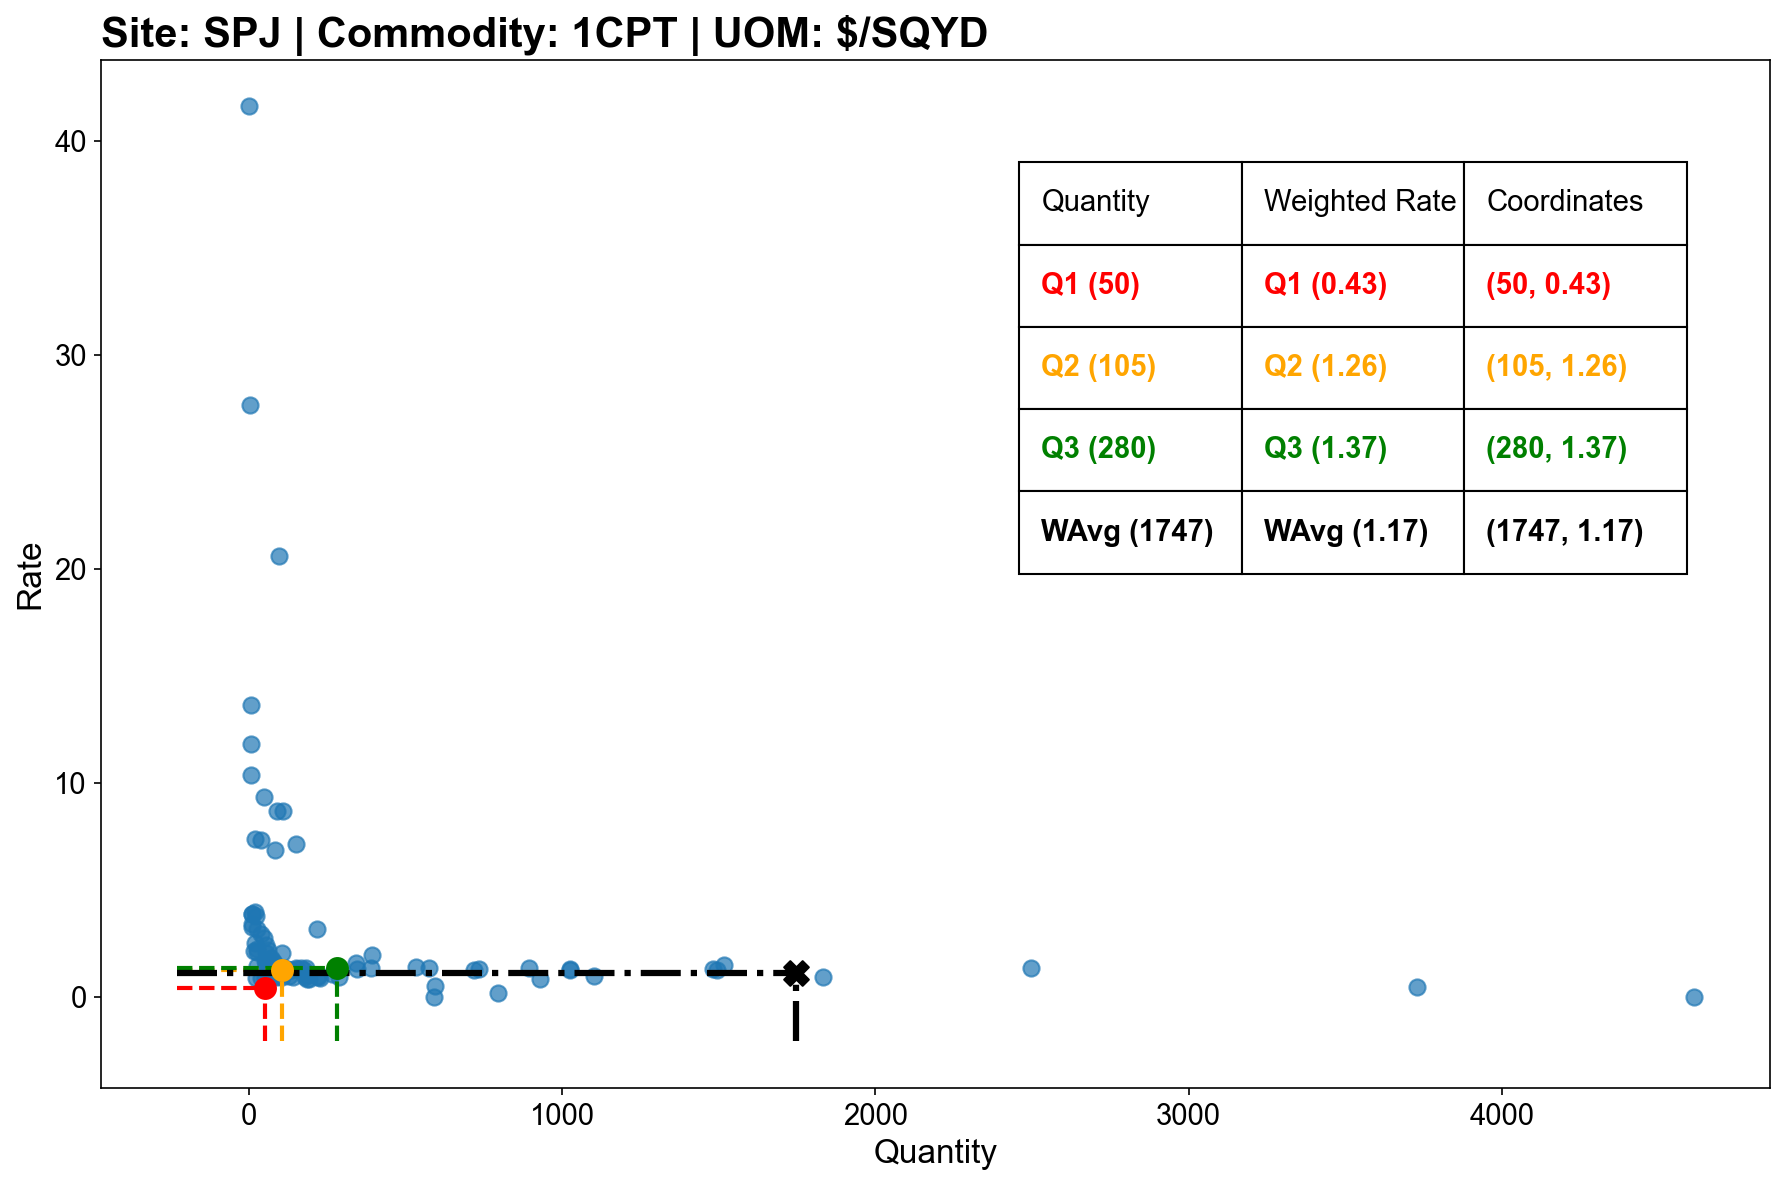 Site: SPJ | Commodity: 1CPT | UOM: $/SQYD
40
30
20
10
0
Rate
Quantity Weighted Rate Coordinates
Q1 (50) Q1 (0.43) (50, 0.43)
Q2 (105) Q2 (1.26) (105, 1.26)
Q3 (280) Q3 (1.37) (280, 1.37)
WAvg (1747) WAvg (1.17) (1747, 1.17)
0 1000 2000 3000 4000
Quantity